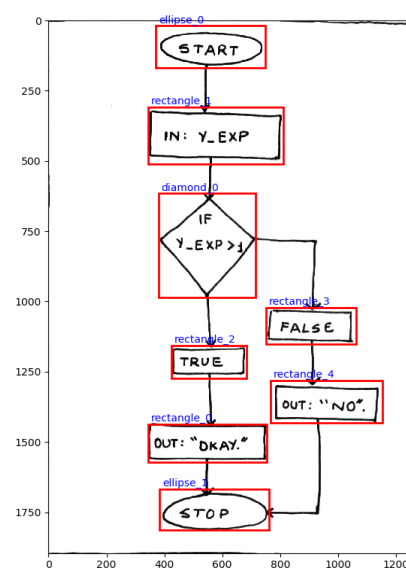 ellipse_0
START
0
250
rectangle_1
IN: Y_EXP
500
diamond_0
IF
Y_EXP>1
750
1000
rectangle_3
FALSE
rectangle_2
TRUE
1250
rectangle_4
OUT: "NO".
rectangle_0
OUT: "OKAY."
1500
ellipse_1
STOP
1750
0 200 400 600 800 1000 1200